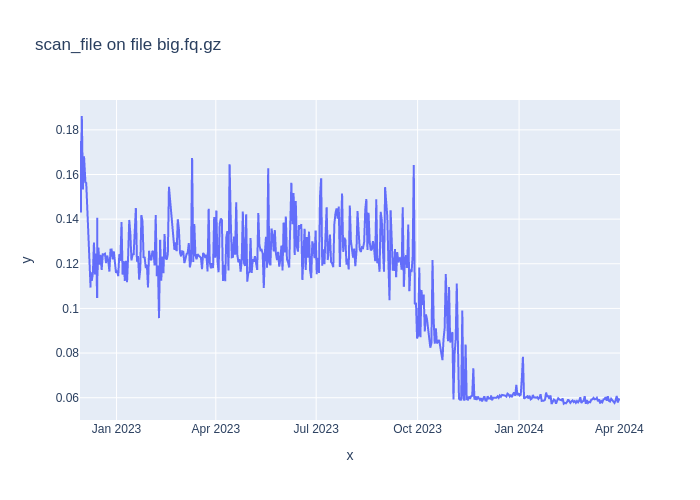 scan_file on file big.fq.gz
0.18
0.16
0.14
0.12
0.1
0.08
0.06
y
Jan 2023
Apr 2023
Jul 2023
Oct 2023
Jan 2024
Apr 2024
x